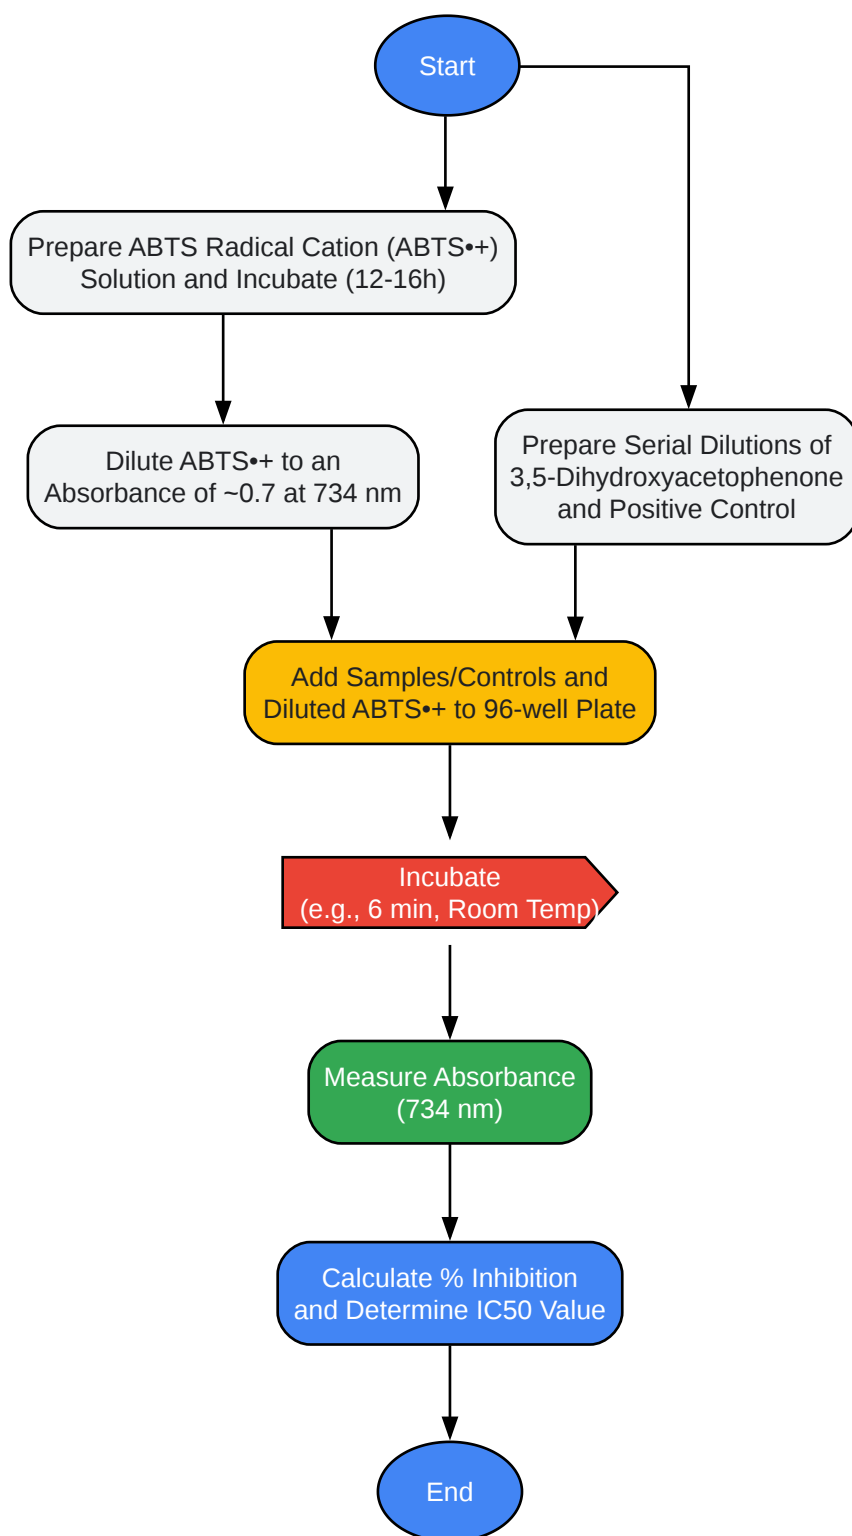 Start
Prepare ABTS Radical Cation (ABTS•+)
Solution and Incubate (12-16h)
Dilute ABTS•+ to an
Absorbance of ~0.7 at 734 nm
Prepare Serial Dilutions of
3,5-Dihydroxyacetophenone
and Positive Control
Add Samples/Controls and
Diluted ABTS•+ to 96-well Plate
Incubate
(e.g., 6 min, Room Temp)
Measure Absorbance
(734 nm)
Calculate % Inhibition
and Determine IC50 Value
End